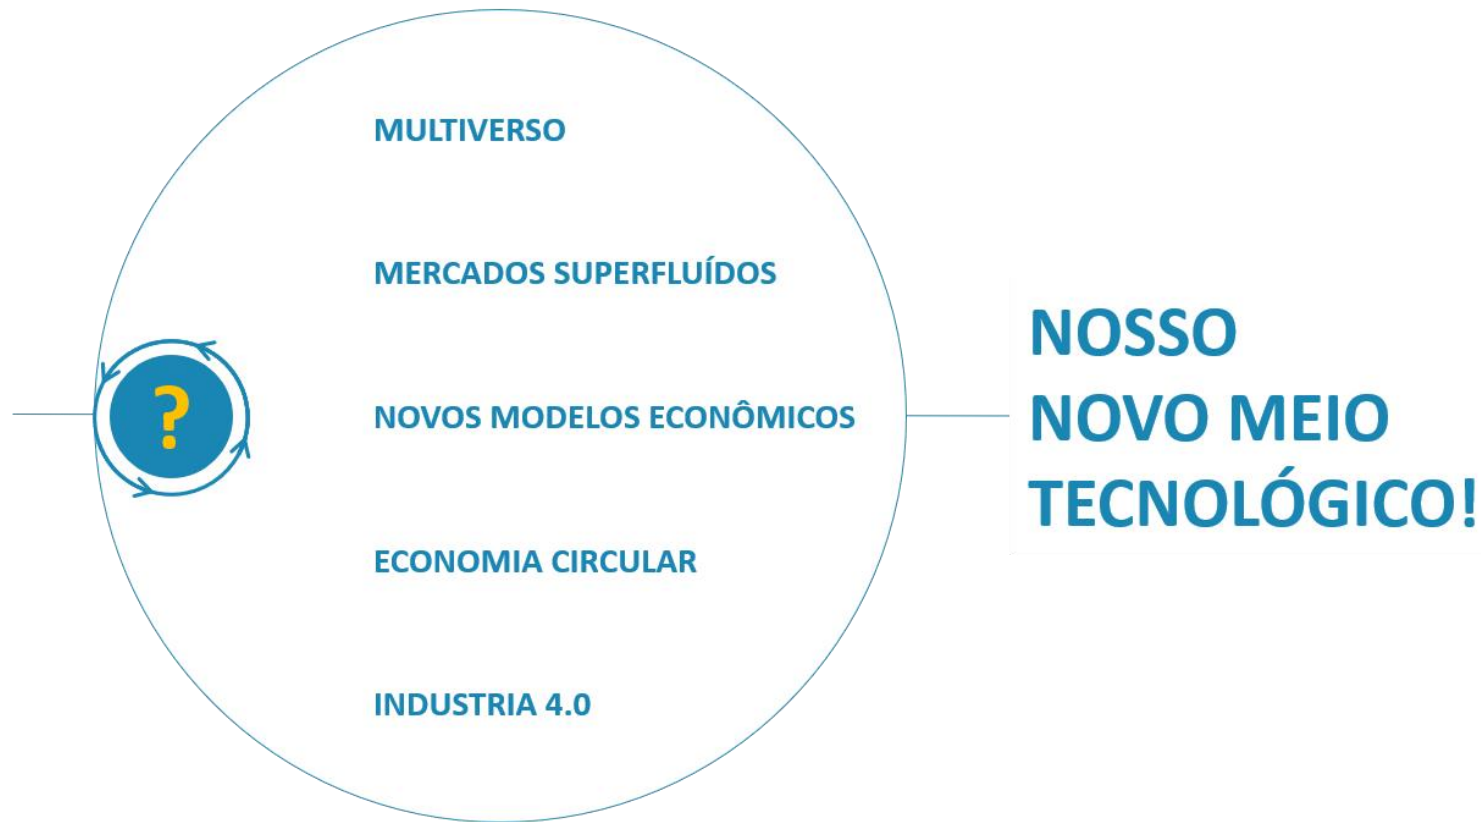 MULTIVERSO
MERCADOS SUPERFLUÍDOS
?
NOVOS MODELOS ECONÔMICOS
ECONOMIA CIRCULAR
INDUSTRIA 4.0
NOSSO
NOVO MEIO
TECNOLÓGICO!